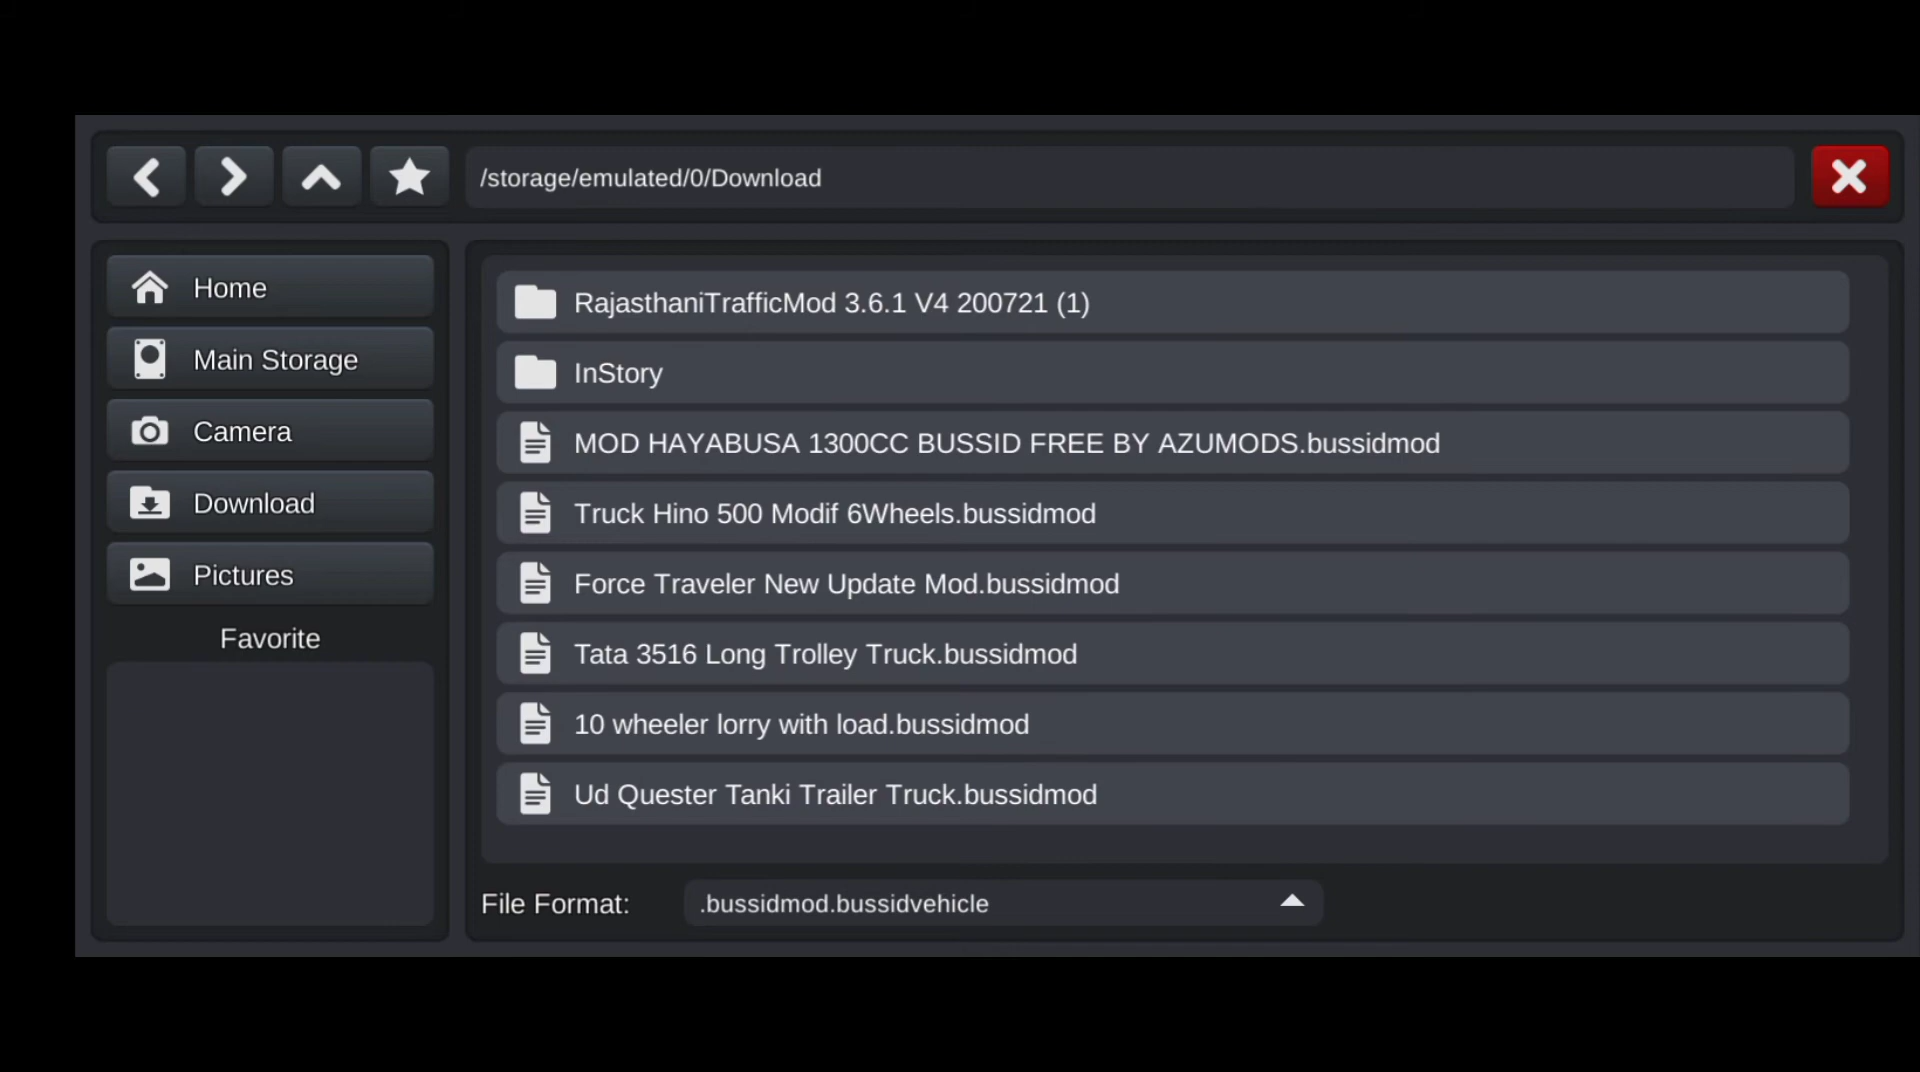 /storage/emulated/0/Download
Home
Main Storage
Camera
Download
Pictures
Favorite
RajasthaniTrafficMod 3.6.1 V4 200721 (1)
InStory
MOD HAYABUSA 1300CC BUSSID FREE BY AZUMODS.bussidmod
Truck Hino 500 Modif 6Wheels.bussidmod
Force Traveler New Update Mod.bussidmod
Tata 3516 Long Trolley Truck.bussidmod
10 wheeler lorry with load.bussidmod
Ud Quester Tanki Trailer Truck.bussidmod
File Format: .bussidmod.bussidvehicle